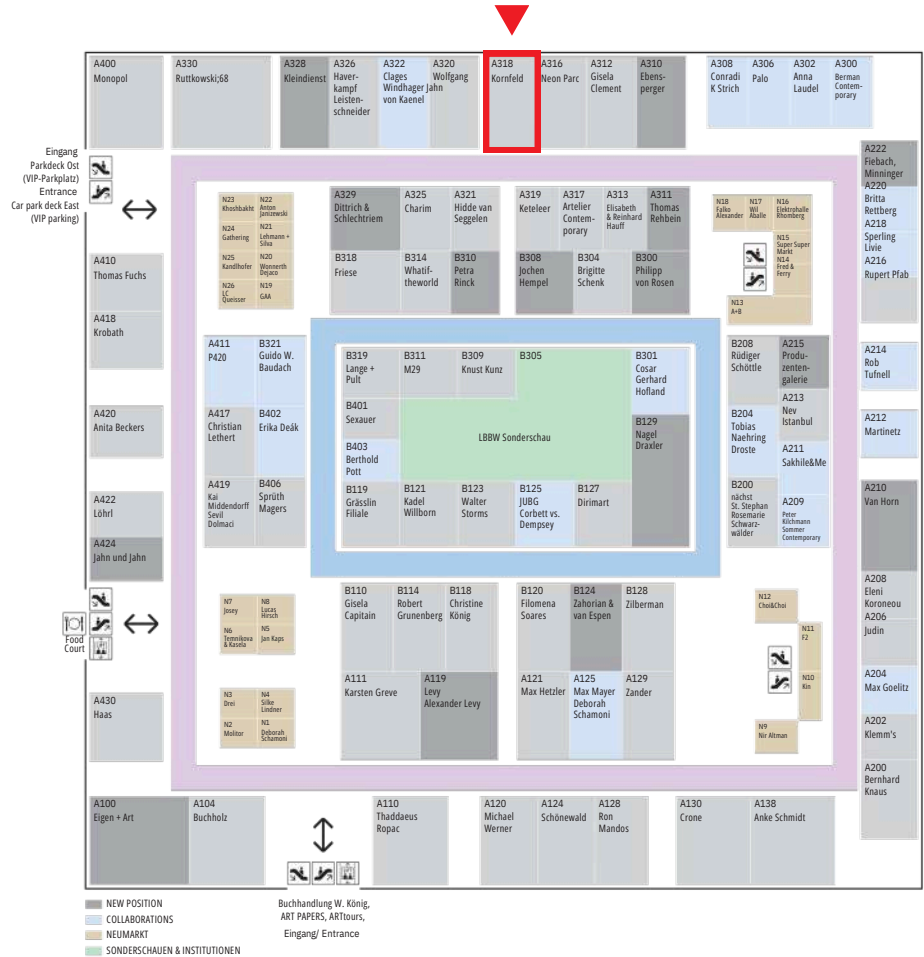 A400
Monopol
A330
Ruttkowski;68
A328
Kleindienst
A326
Haver-
kampf
Leisten-
schneider
A322
Clages
Windhager
von Kaenel
A320
Wolfgang
Jahn
A318
Kornfeld
A316
Neon Parc
A312
Gisela
Clement
A310
Ebens-
perger
A308
Conradi
K Strich
A306
Palo
A302
Anna
Laudel
A300
Berman
Contem-
porary
Eingang
Parkdeck Ost
(VIP-Parkplatz)
Entrance
Car park deck East
(VIP parking)
A222
Fiebach,
Minninger
A220
Britta
Rettberg
A218
Sperling
Livie
A216
Rupert Pfab
N23
Khoshbakht
N22
Anton
Janizewski
N24
Gathering
N21
Lehmann +
Silva
N25
Kandlhofer
N20
Wonnerth
Dejaco
N26
LC
Queisser
N19
GAA
A329
Dittrich &
Schlechtriem
A325
Charim
A321
Hidde van
Seggelen
B318
Friese
B314
Whatif-
theworld
B310
Petra
Rinck
A319
Keteleer
A317
Artelier
Contem-
porary
A313
Elisabeth
& Reinhard
Hauff
A311
Thomas
Rehbein
B308
Jochen
Hempel
B304
Brigitte
Schenk
B300
Philipp
von Rosen
N18
Falko
Alexander
N17
Wil
Aballe
N16
Elektrohalle
Rhomberg
N15
Super Super
Markt
N14
Fred &
Ferry
N13
A+B
A410
Thomas Fuchs
A418
Krobath
A420
Anita Beckers
A422
Löhrl
A424
Jahn und Jahn
Food
Court
A430
Haas
A411
P420
B321
Guido W.
Baudach
A417
Christian
Lethert
B402
Erika Deák
A419
Kai
Middendorff
Sevil
Dolmaci
B406
Sprüth
Magers
B319
Lange +
Pult
B311
M29
B309
Knust Kunz
B305
LBBW Sonderschau
B301
Cosar
Gerhard
Hofland
B401
Sexauer
B403
Berthold
Pott
B129
Nagel
Draxler
B119
Grässlin
Filiale
B121
Kadel
Willborn
B123
Walter
Storms
B125
JUBG
Corbett vs.
Dempsey
B127
Dirimart
B208
Rüdiger
Schöttle
A215
Produ-
zenten-
galerie
A213
Nev
Istanbul
B204
Tobias
Naehring
Droste
A211
Sakhile&Me
B200
nächst
St. Stephan
Rosemarie
Schwarz-
wälder
A209
Peter
Kilchmann
Sommer
Contemporary
A214
Rob
Tufnell
A212
Martinetz
A210
Van Horn
A208
Eleni
Koroneou
A206
Judin
A204
Max Goelitz
A202
Klemm's
A200
Bernhard
Knaus
N7
Josey
N8
Lucas
Hirsch
N6
Temnikova
& Kasela
N5
Jan Kaps
N3
Drei
N4
Silke
Lindner
N2
Molitor
N1
Deborah
Schamoni
B110
Gisela
Capitain
B114
Robert
Grunenberg
B118
Christine
König
A111
Karsten Greve
A119
Levy
Alexander Levy
B120
Filomena
Soares
B124
Zahorian &
van Espen
B128
Zilberman
A121
Max Hetzler
A125
Max Mayer
Deborah
Schamoni
A129
Zander
N12
Choi&Choi
N11
F2
N10
Kin
N9
Nir Altman
A100
Eigen + Art
A104
Buchholz
A110
Thaddaeus
Ropac
A120
Michael
Werner
A124
Schönewald
A128
Ron
Mandos
A130
Crone
A138
Anke Schmidt
NEW POSITION
COLLABORATIONS
NEUMARKT
SONDERSCHAUEN & INSTITUTIONEN
Buchhandlung W. König,
ART PAPERS, ARTtours,
Eingang/ Entrance